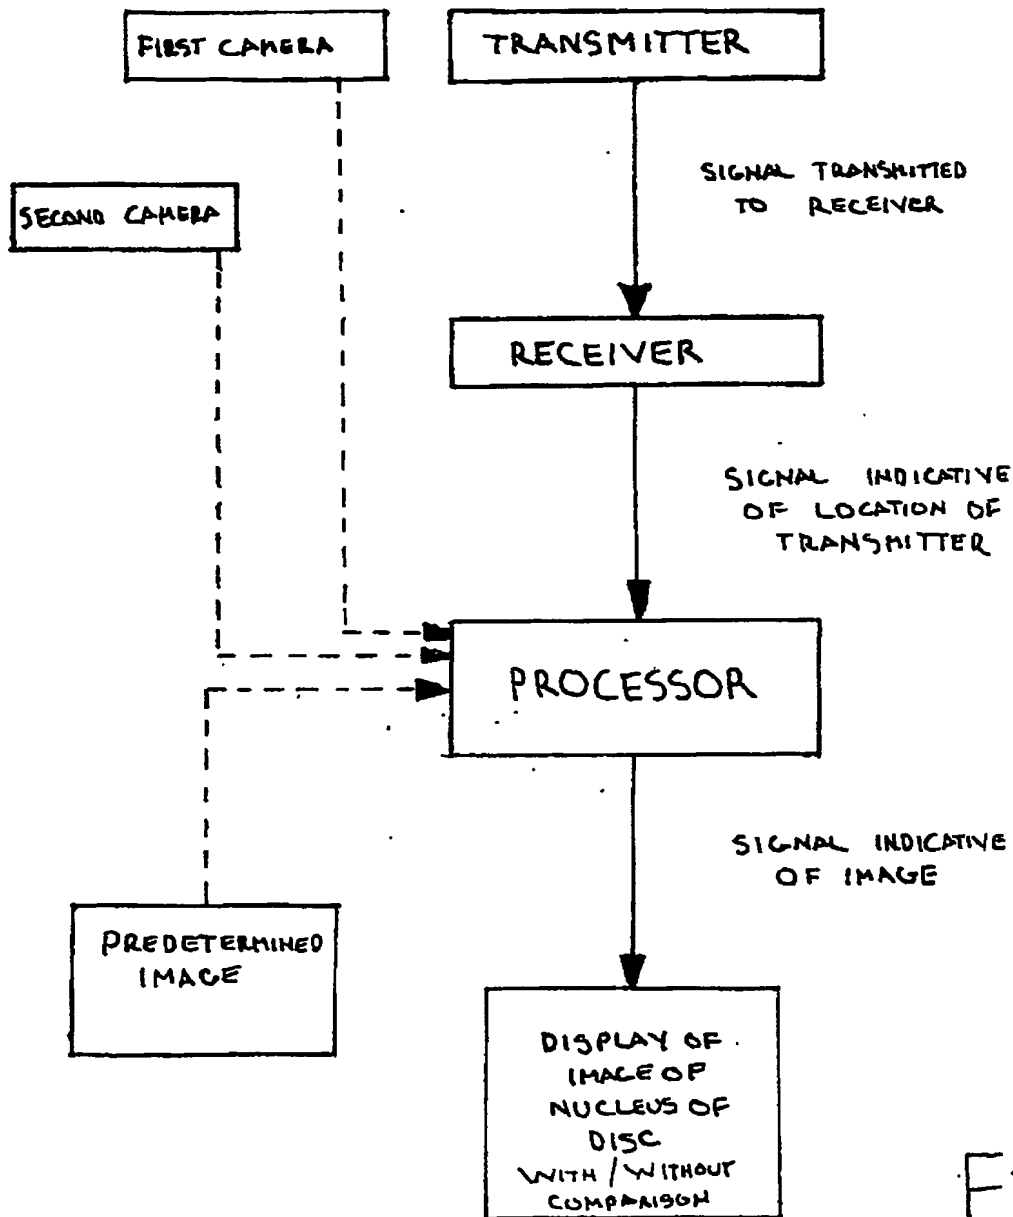 FIRST CAMERA
TRANSMITTER
SIGNAL TRANSMITTED
TO RECEIVER
SECOND CAMERA
RECEIVER
SIGNAL INDICATIVE
OF LOCATION OF
TRANSMITTER
PROCESSOR
SIGNAL INDICATIVE
OF IMAGE
PREDETERMINED
IMAGE
DISPLAY OF
IMAGE OF
NUCLEUS OF
DISC
WITH / WITHOUT
COMPARISON